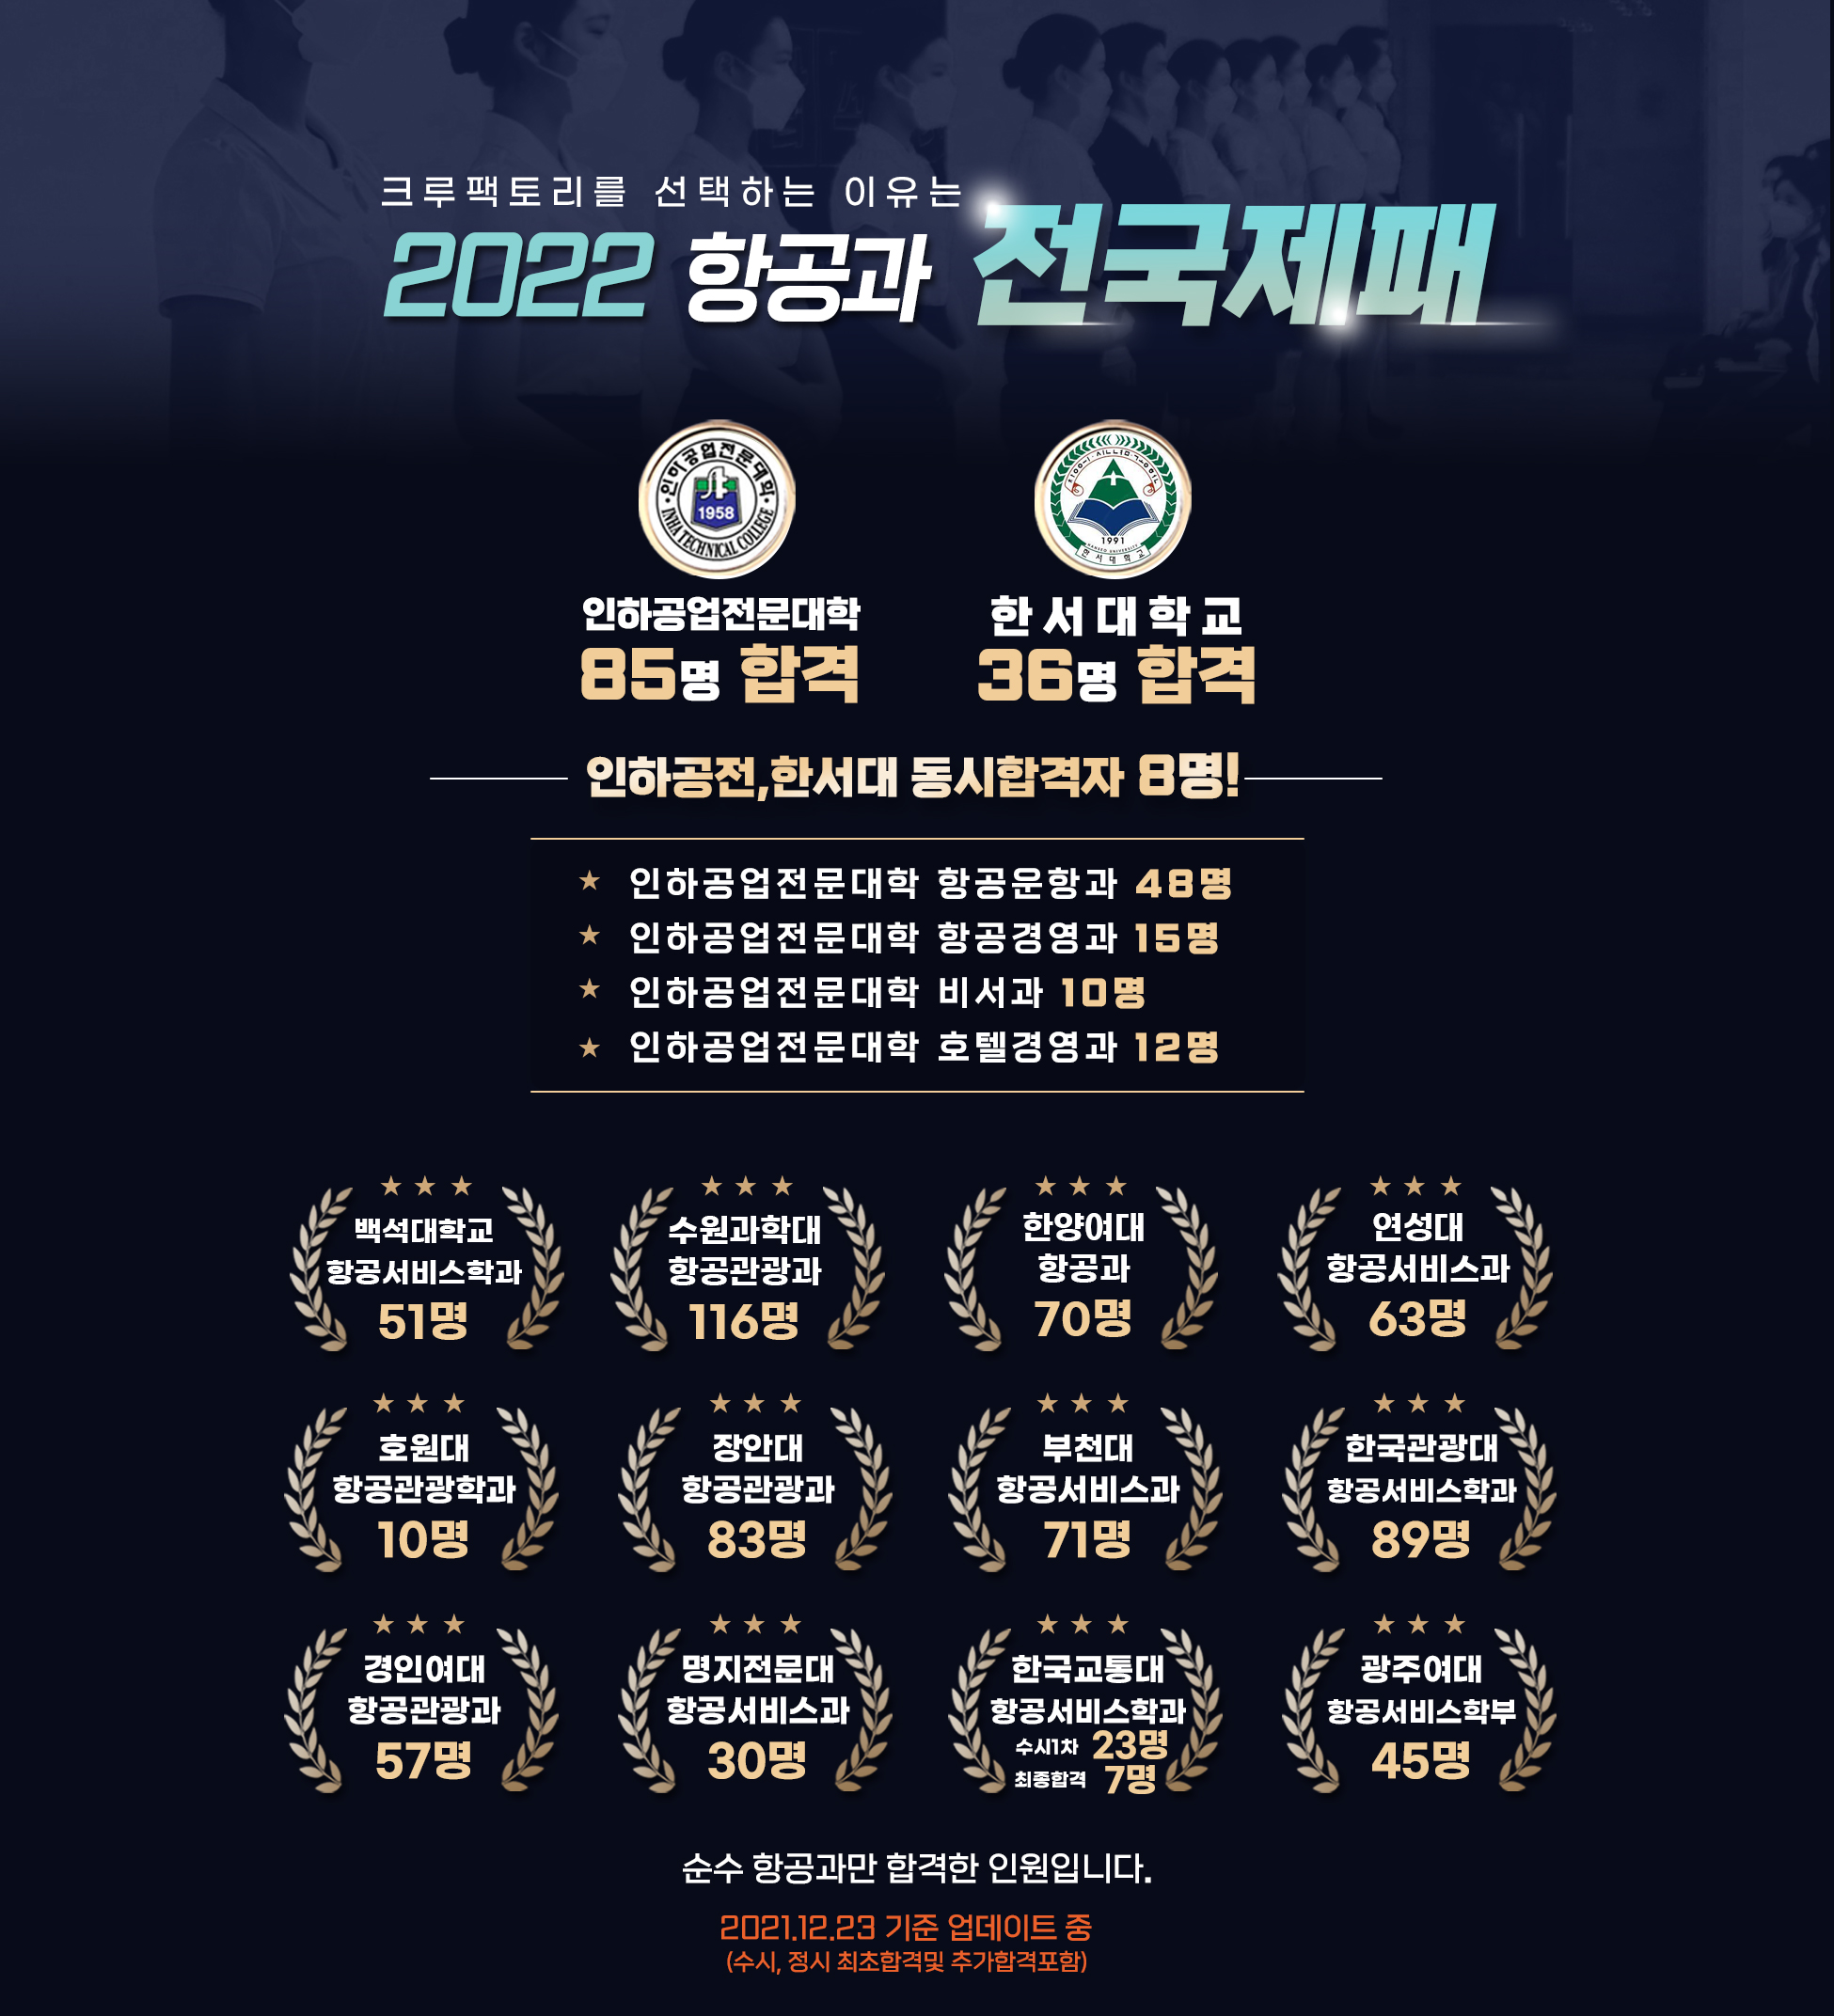 크루팩토리를 선택하는 이유는
2022 항공과 전국제패
인하공업전문대학
1958
INHA TECHNICAL COLLEGE
1991
HANSEO UNIVERSITY
한서대학교
인하공업전문대학
85명 합격
한서대학교
36명 합격
인하공전,한서대 동시합격자 8명!
★ 인하공업전문대학 항공운항과 48명
★ 인하공업전문대학 항공경영과 15명
★ 인하공업전문대학 비서과 10명
★ 인하공업전문대학 호텔경영과 12명
백석대학교
항공서비스학과
51명
수원과학대
항공관광과
116명
한양여대
항공과
70명
연성대
항공서비스과
63명
호원대
항공관광학과
10명
장안대
항공관광과
83명
부천대
항공서비스과
71명
한국관광대
항공서비스학과
89명
경인여대
항공관광과
57명
명지전문대
항공서비스과
30명
한국교통대
항공서비스학과
수시1차 23명
최종합격 7명
광주여대
항공서비스학부
45명
순수 항공과만 합격한 인원입니다.
2021.12.23 기준 업데이트 중
(수시, 정시 최초합격및 추가합격포함)